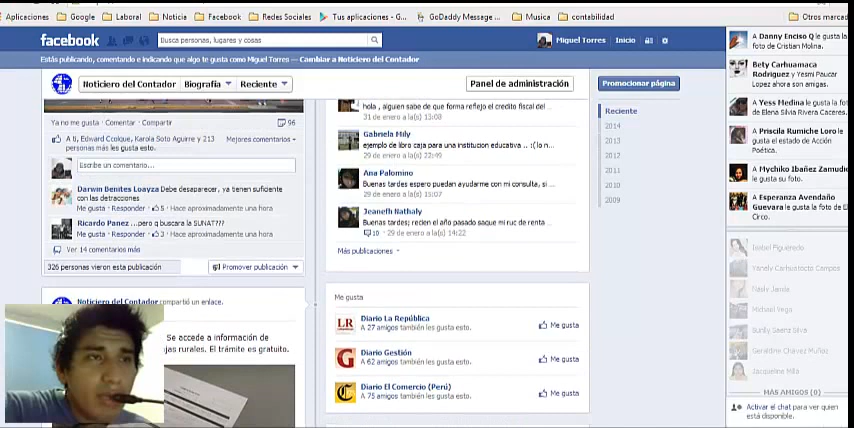 Aplicaciones Google Laboral Noticia Facebook Redes Sociales Tus aplicaciones - G... GoDaddy Message ... Musica contabilidad Otros marcad
facebook Busca personas, lugares y cosas Miguel Torres Inicio
Estás publicando, comentando e indicando que algo te gusta como Miguel Torres — Cambiar a Noticiero del Contador
Noticiero del Contador Biografía Reciente Panel de administración
Promocionar página
Ya no me gusta · Comentar · Compartir 96
A ti, Edward Ccolque, Karola Soto Aguirre y 213 personas más les gusta esto.
Mejores comentarios
Escribe un comentario...
Darwin Benites Loayza Debe desaparecer, ya tenten suficiente
con las detracciones
Me gusta · Responder · 5 · Hace aproximadamente una hora
Ricardo Panez ...pero q buscara la SUNAT???
Me gusta · Responder · 3 · Hace aproximadamente una hora
Ver 14 comentarios más
326 personas vieron esta publicación Promover publicación
Noticiero del Contador compartió un enlace.
Se accede a información de
jas rurales. El trámite es gratuito.
hola , alguien sabe de que forma reflejo el credito fiscal del ...
31 de enero a la(s) 13:08
Gabriela Mily
ejemplo de libro caja para una institucion educativa .. :( lo n...
29 de enero a la(s) 22:49
Ana Palomino
Buenas tardes espero puedan ayudarme con mi consulta, si ...
29 de enero a la(s) 15:07
Jeaneth Nathaly
Buenas tardes; recien el año pasado saque mi ruc de renta ...
10 · 29 de enero a la(s) 14:22
Más publicaciones
Me gusta
Diario La República
A 27 amigos también les gusta esto.
Me gusta
Diario Gestión
A 62 amigos también les gusta esto.
Me gusta
Diario El Comercio (Perú)
A 75 amigos también les gusta esto.
Me gusta
Reciente
2014
2013
2012
2011
2010
2009
A Danny Enciso Q le gusta la
foto de Cristian Molina.
Bety Carhuamaca
Rodriguez y Yesmi Paucar
Lopez ahora son amigas.
A Yess Medina le gusta la foto
de Elena Silvia Rivera Caceres.
A Priscila Rumiche Loro le
gusta el estado de Acción
Poética.
A Mychiko Ibañez Zamudio
le gusta su foto.
A Esperanza Avendaño
Guevara le gusta la foto de El
Circo.
Isabel Figueredo
Yanely Carhuatocto Campos
Nasly Janda
Michael Vego
Surily Saenz Silva
Geraldine Chávez Muñoz
Jacqueline Milla
MÁS AMIGOS (0)
Activar el chat para ver quien
está disponible.